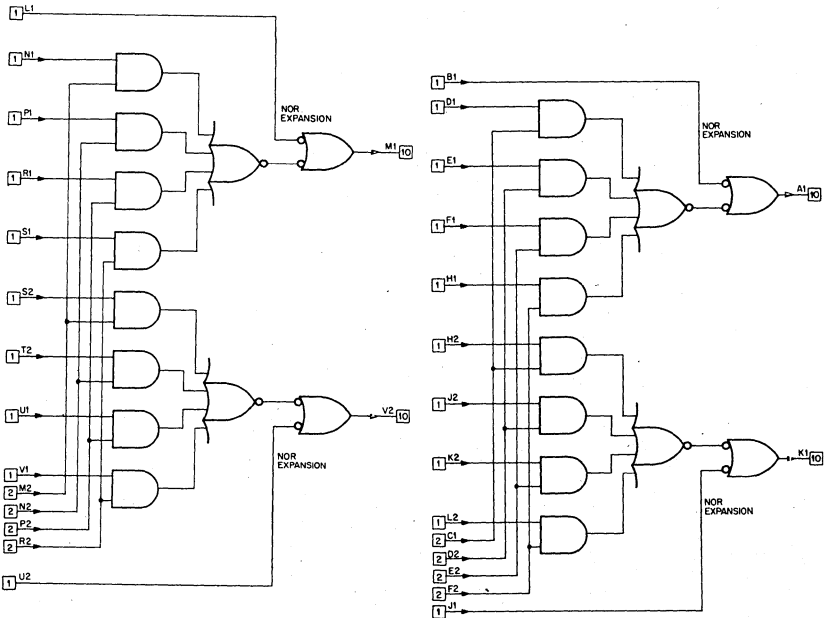 1 L1
1 N1
1 P1
1 R1
1 S1
1 S2
1 T2
1 U1
1 V1
2 M2
2 N2
2 P2
2 R2
1 U2
NOR
EXPANSION
M1 10
V2 10
NOR
EXPANSION
1 B1
1 D1
1 E1
1 F1
1 H1
1 H2
1 J2
1 K2
1 L2
2 C1
2 D2
2 E2
2 F2
1 J1
NOR
EXPANSION
A1 10
K1 10
NOR
EXPANSION